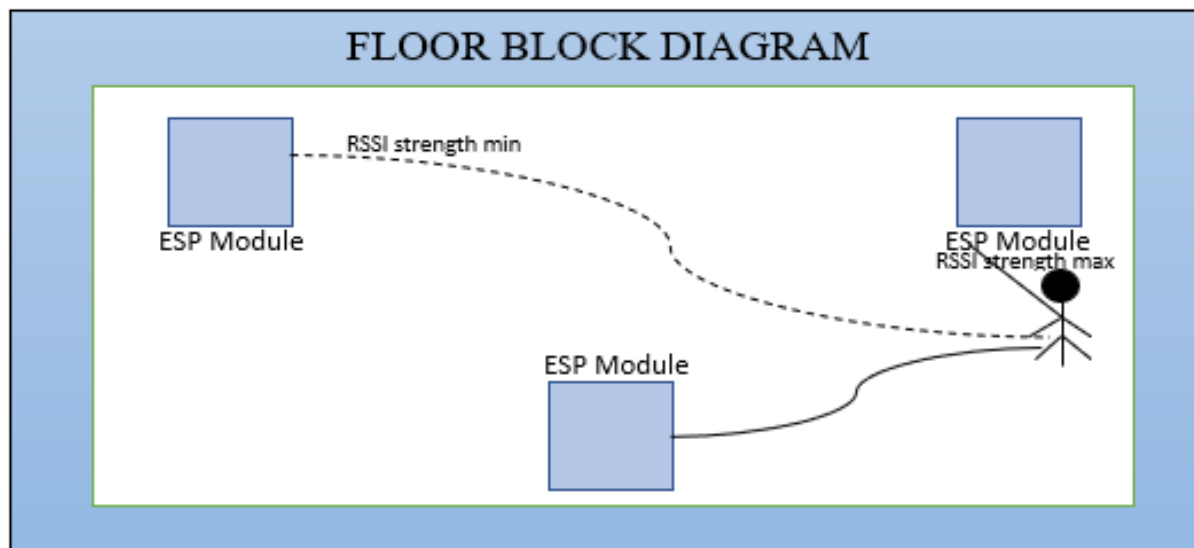 FLOOR BLOCK DIAGRAM
RSSI strength min
ESP Module
ESP Module
RSSI strength max
ESP Module